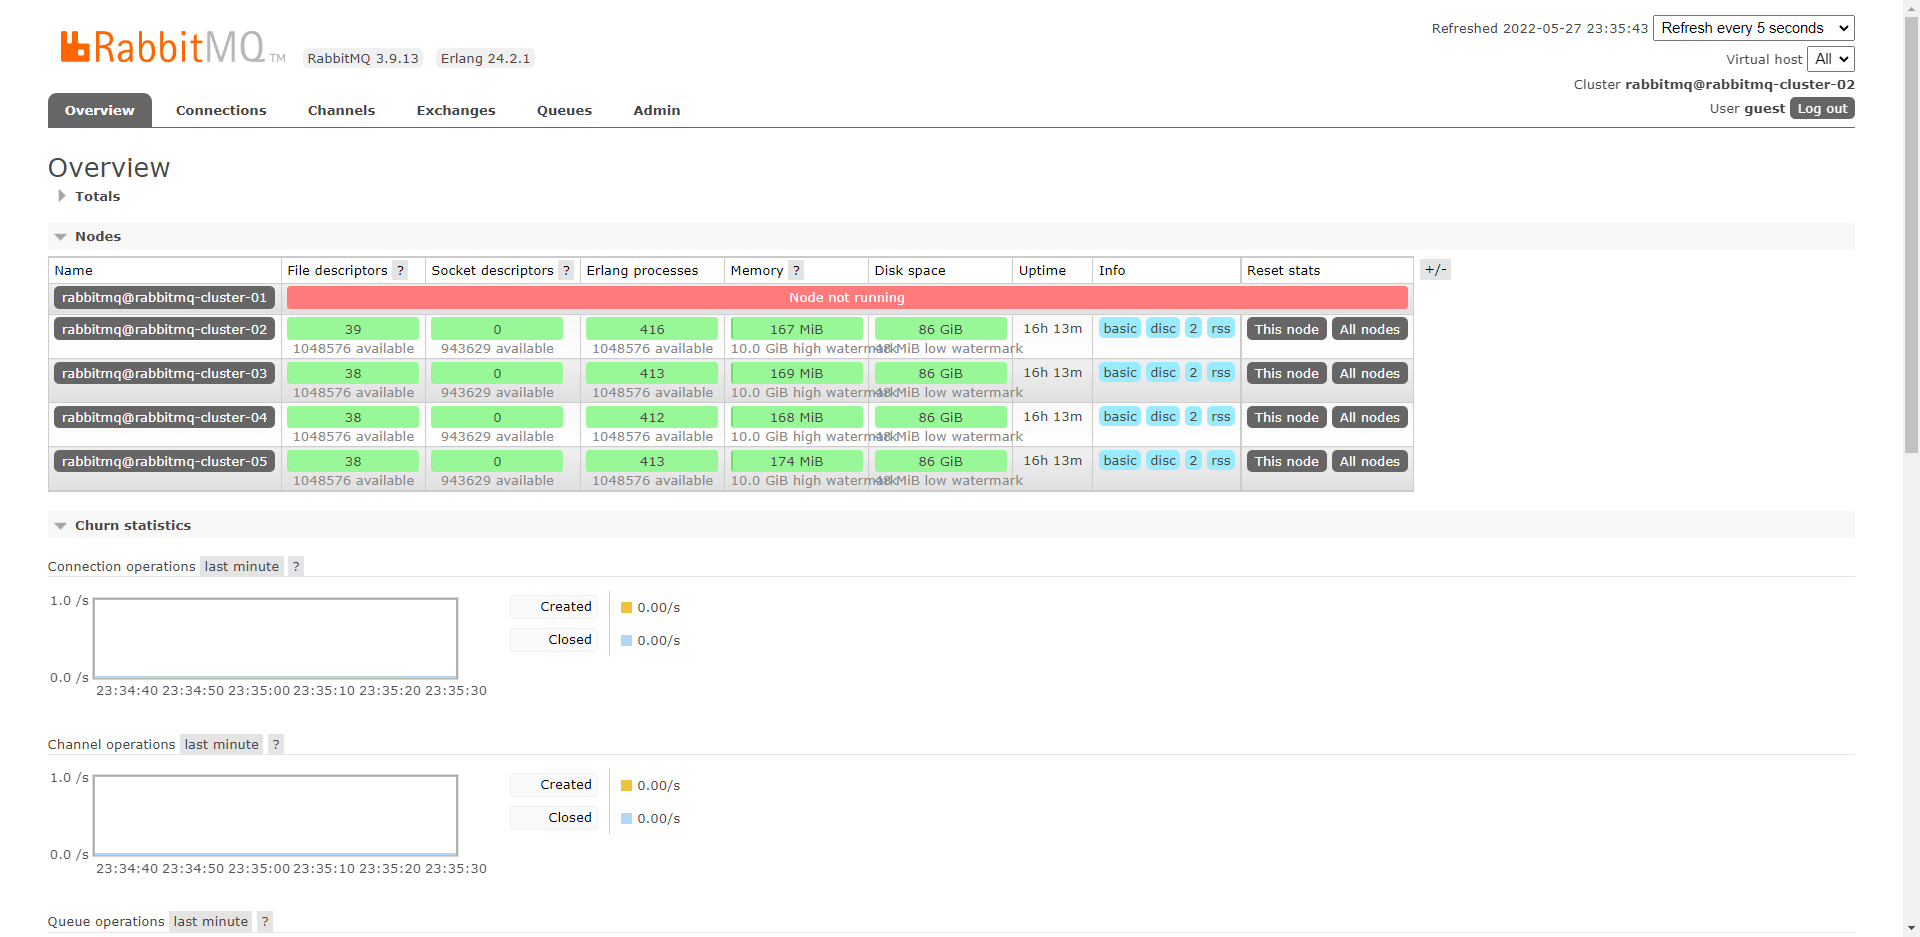 RabbitMQ TM RabbitMQ 3.9.13 Erlang 24.2.1
Refreshed 2022-05-27 23:35:43 Refresh every 5 seconds
Virtual host All
Cluster rabbitmq@rabbitmq-cluster-02
User guest Log out
Overview Connections Channels Exchanges Queues Admin
Overview
Totals
Nodes
Name File descriptors ? Socket descriptors ? Erlang processes Memory ? Disk space Uptime Info Reset stats +/-
rabbitmq@rabbitmq-cluster-01 Node not running
rabbitmq@rabbitmq-cluster-02 39 0 416 167 MiB 86 GiB 16h 13m basic disc 2 rss This node All nodes
1048576 available 943629 available 1048576 available 10.0 GiB high watermark 48 MiB low watermark
rabbitmq@rabbitmq-cluster-03 38 0 413 169 MiB 86 GiB 16h 13m basic disc 2 rss This node All nodes
1048576 available 943629 available 1048576 available 10.0 GiB high watermark 48 MiB low watermark
rabbitmq@rabbitmq-cluster-04 38 0 412 168 MiB 86 GiB 16h 13m basic disc 2 rss This node All nodes
1048576 available 943629 available 1048576 available 10.0 GiB high watermark 48 MiB low watermark
rabbitmq@rabbitmq-cluster-05 38 0 413 174 MiB 86 GiB 16h 13m basic disc 2 rss This node All nodes
1048576 available 943629 available 1048576 available 10.0 GiB high watermark 48 MiB low watermark
Churn statistics
Connection operations last minute ?
1.0 /s
0.0 /s
23:34:40 23:34:50 23:35:00 23:35:10 23:35:20 23:35:30
Created 0.00/s
Closed 0.00/s
Channel operations last minute ?
1.0 /s
0.0 /s
23:34:40 23:34:50 23:35:00 23:35:10 23:35:20 23:35:30
Created 0.00/s
Closed 0.00/s
Queue operations last minute ?